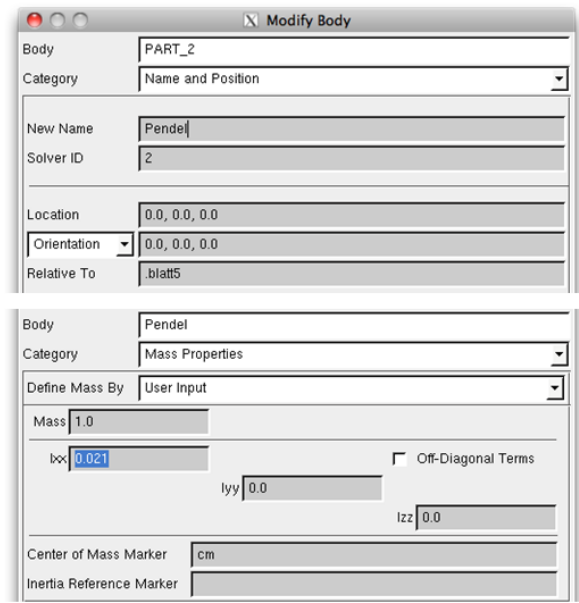 Modify Body
Body PART_2
Category Name and Position
New Name Pendel
Solver ID 2
Location 0.0, 0.0, 0.0
Orientation 0.0, 0.0, 0.0
Relative To .blatt5
Body Pendel
Category Mass Properties
Define Mass By User Input
Mass 1.0
Ixx 0.021 Off-Diagonal Terms
Iyy 0.0
Izz 0.0
Center of Mass Marker cm
Inertia Reference Marker